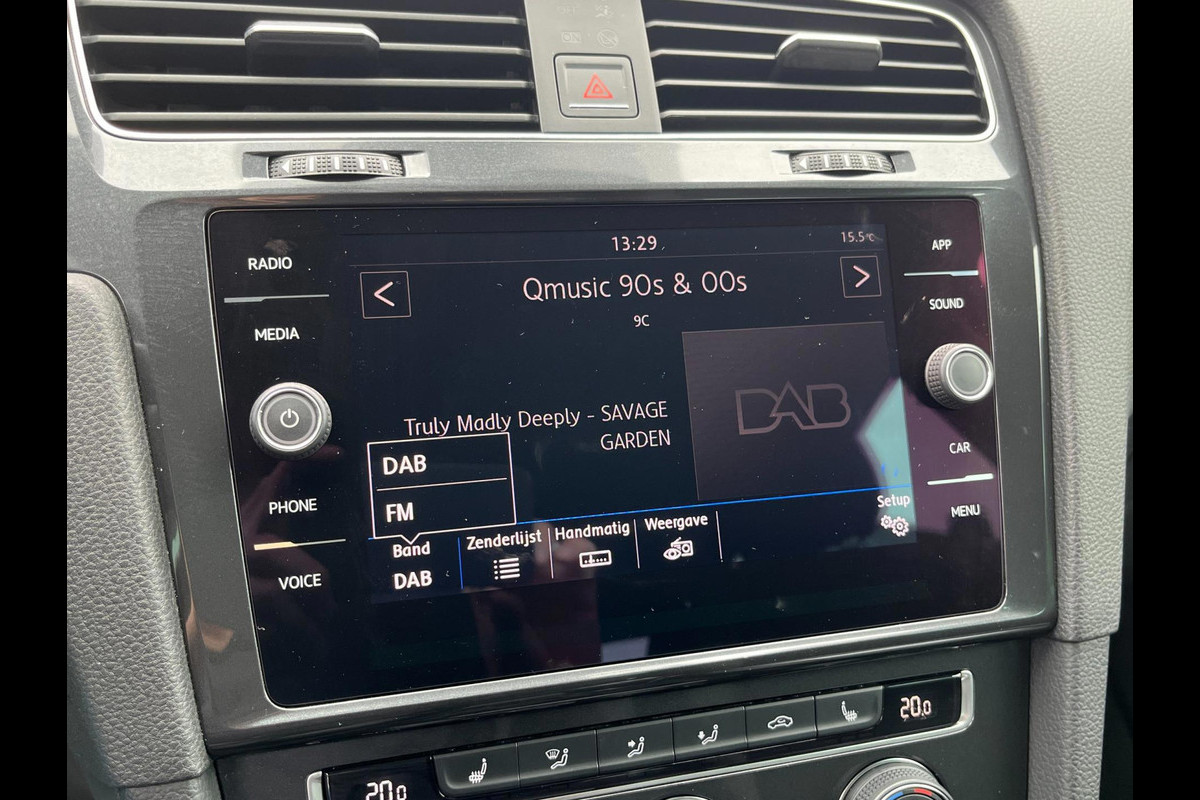 RADIO
MEDIA
PHONE
VOICE
13:29
15.5°C
<
Qmusic 90s & 00s
>
9C
Truly Madly Deeply - SAVAGE
GARDEN
DAB
DAB
FM
Band
DAB
Zenderlijst
Handmatig
Weergave
Setup
APP
SOUND
CAR
MENU
20.0
20.0